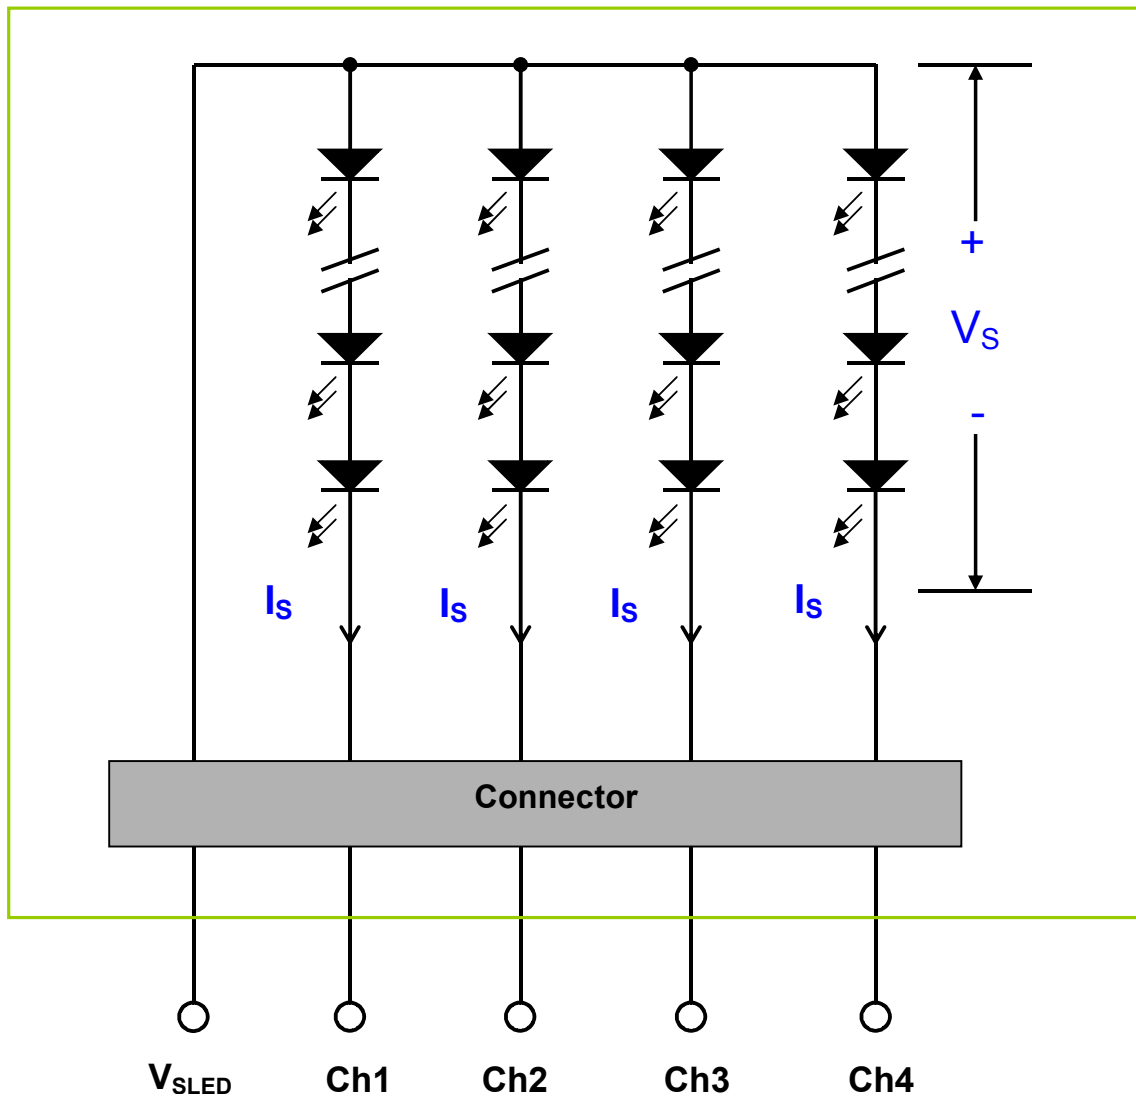 +
VS
-
IS IS IS IS
Connector
VSLED Ch1 Ch2 Ch3 Ch4